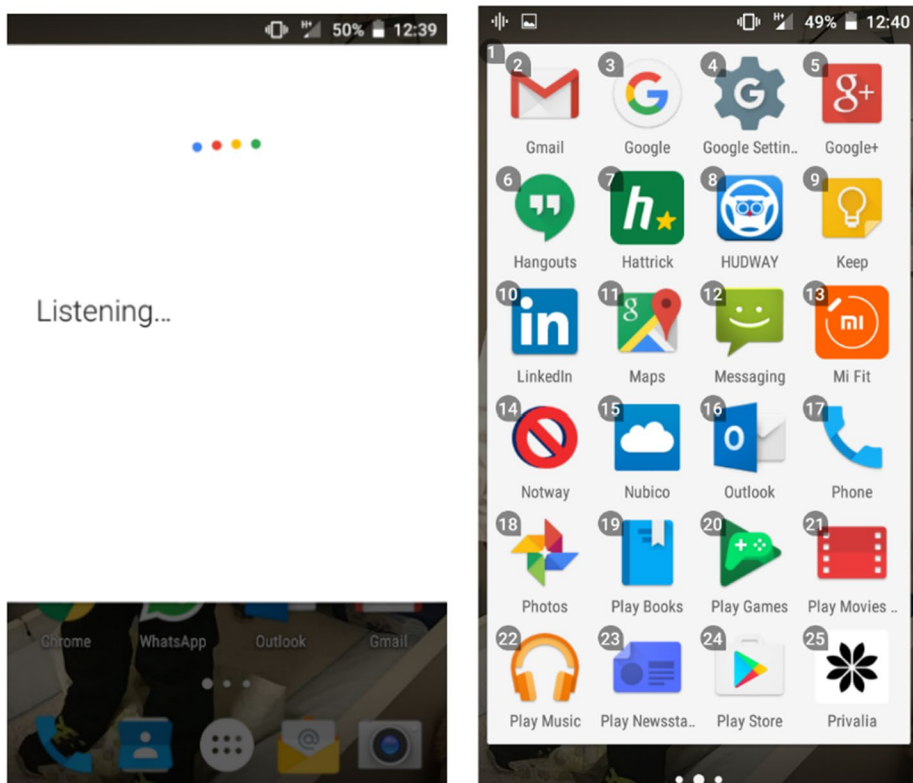 50% 12:39
Listening...
Chrome WhatsApp Outlook Gmail
49% 12:40
1
2 3 4 5
Gmail Google Google Settin.. Google+
6 7 8 9
Hangouts Hattrick HUDWAY Keep
10 11 12 13
LinkedIn Maps Messaging Mi Fit
14 15 16 17
Notway Nubico Outlook Phone
18 19 20 21
Photos Play Books Play Games Play Movies ..
22 23 24 25
Play Music Play Newssta.. Play Store Privalia